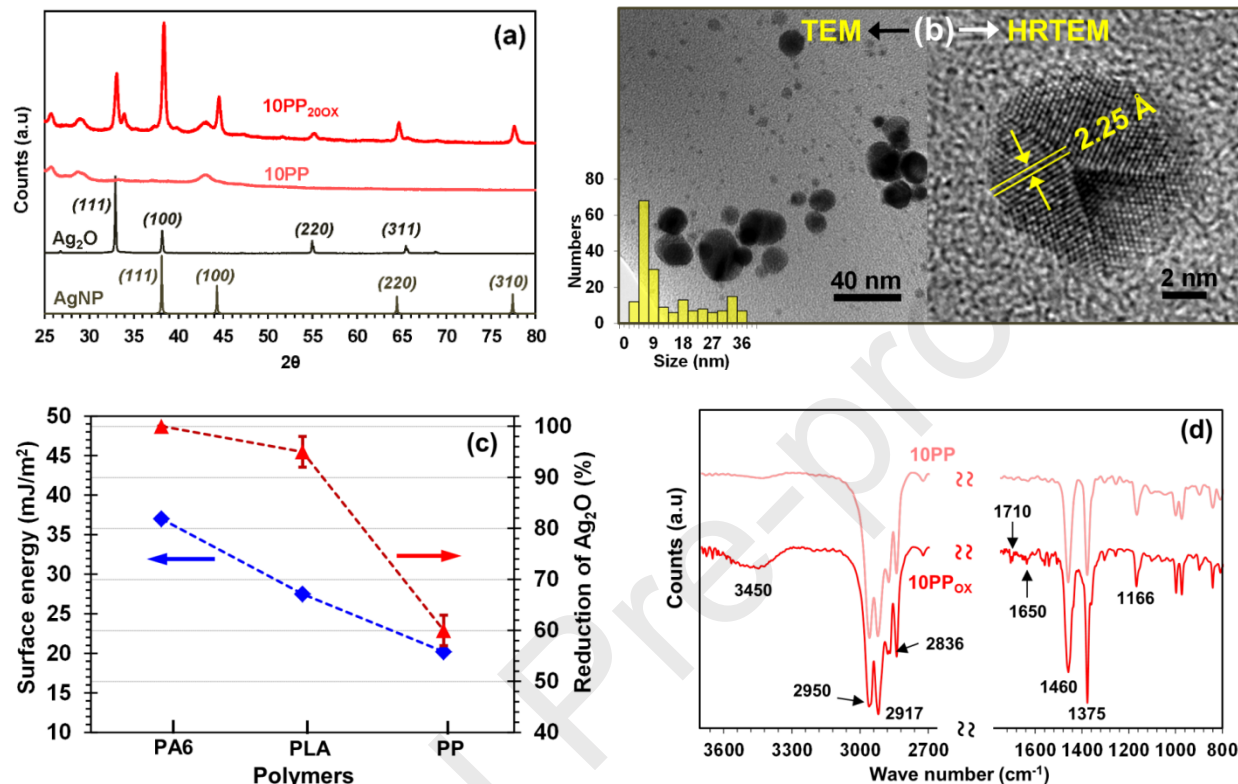 (a)
10PP20OX
10PP
(111)
(100)
(220)
(311)
Ag2O
(111)
(100)
(220)
(310)
AgNP
25 30 35 40 45 50 55 60 65 70 75 80
2θ
Counts (a.u)
TEM (b) HRTEM
2.25 Å
80
60
40
20
0
Numbers
0 9 18 27 36
Size (nm)
40 nm
2 nm
(c)
50
45
40
35
30
25
20
15
10
Surface energy (mJ/m2)
100
90
80
70
60
50
40
Reduction of Ag2O (%)
PA6 PLA PP
Polymers
(d)
10PP
1710
3450
10PPOX
1650
1166
2836
2950
2917
1460
1375
Counts (a.u)
3600 3300 3000 2700 1600 1400 1200 1000 800
Wave number (cm-1)
Pre-pro